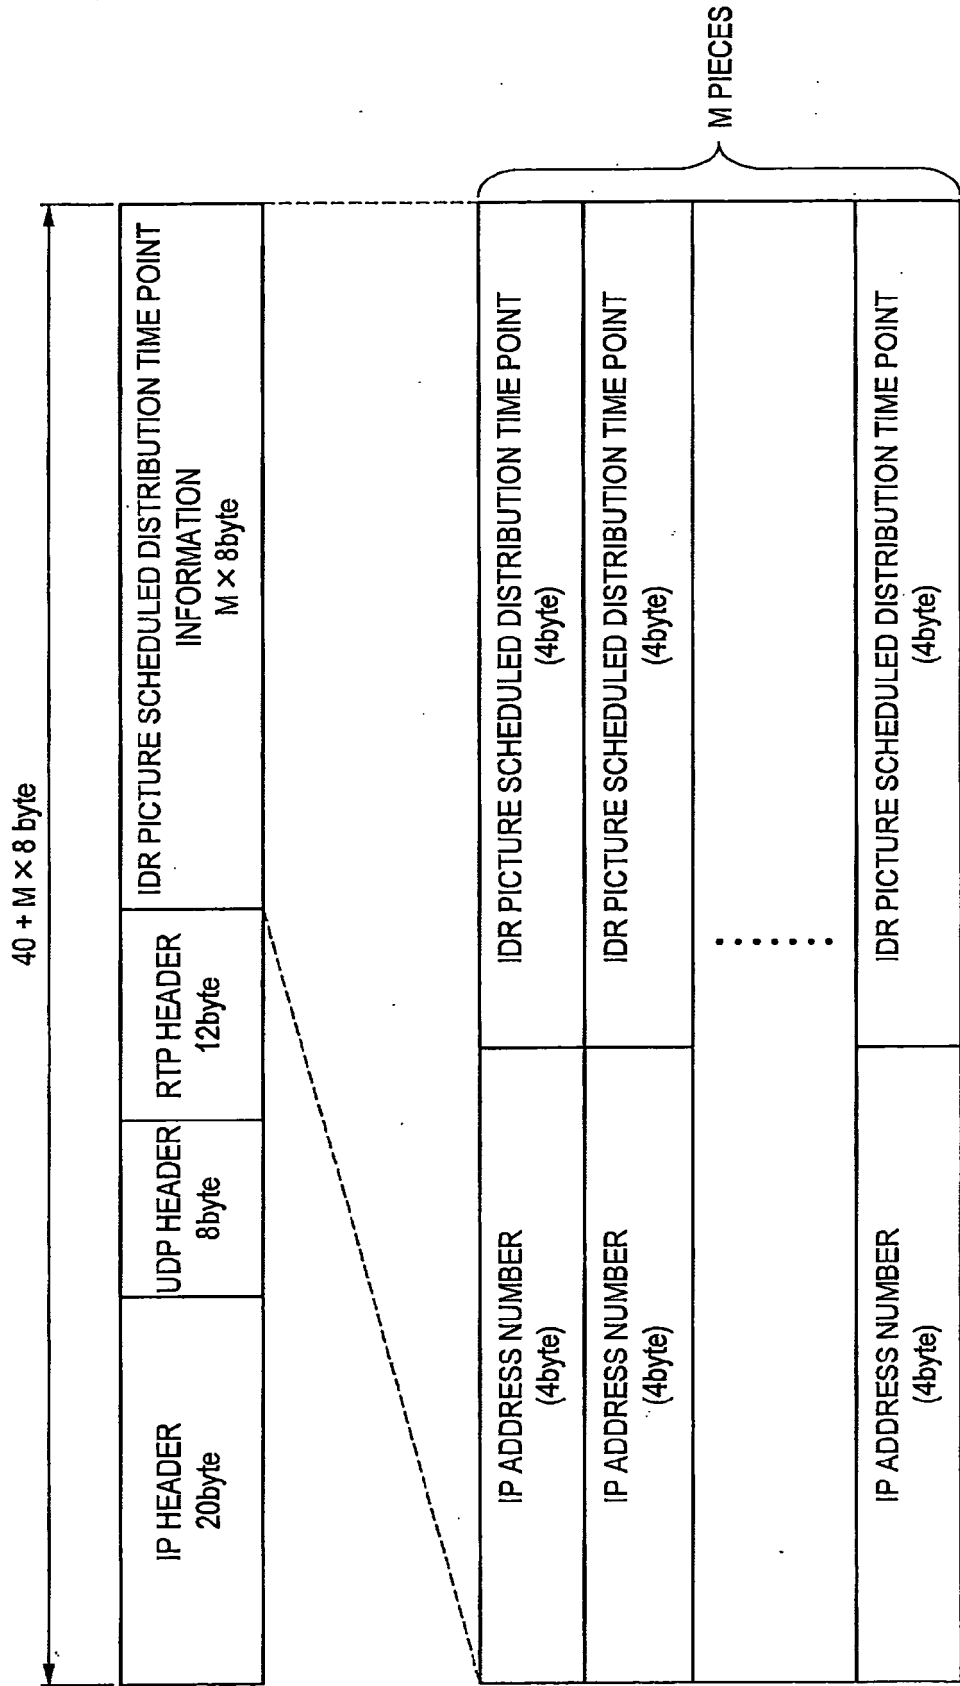 40 + M × 8 byte
IP HEADER
20byte
UDP HEADER
8byte
RTP HEADER
12byte
IDR PICTURE SCHEDULED DISTRIBUTION TIME POINT
INFORMATION
M × 8byte
IP ADDRESS NUMBER
(4byte)
IDR PICTURE SCHEDULED DISTRIBUTION TIME POINT
(4byte)
IP ADDRESS NUMBER
(4byte)
IDR PICTURE SCHEDULED DISTRIBUTION TIME POINT
(4byte)
.......
IP ADDRESS NUMBER
(4byte)
IDR PICTURE SCHEDULED DISTRIBUTION TIME POINT
(4byte)
M PIECES